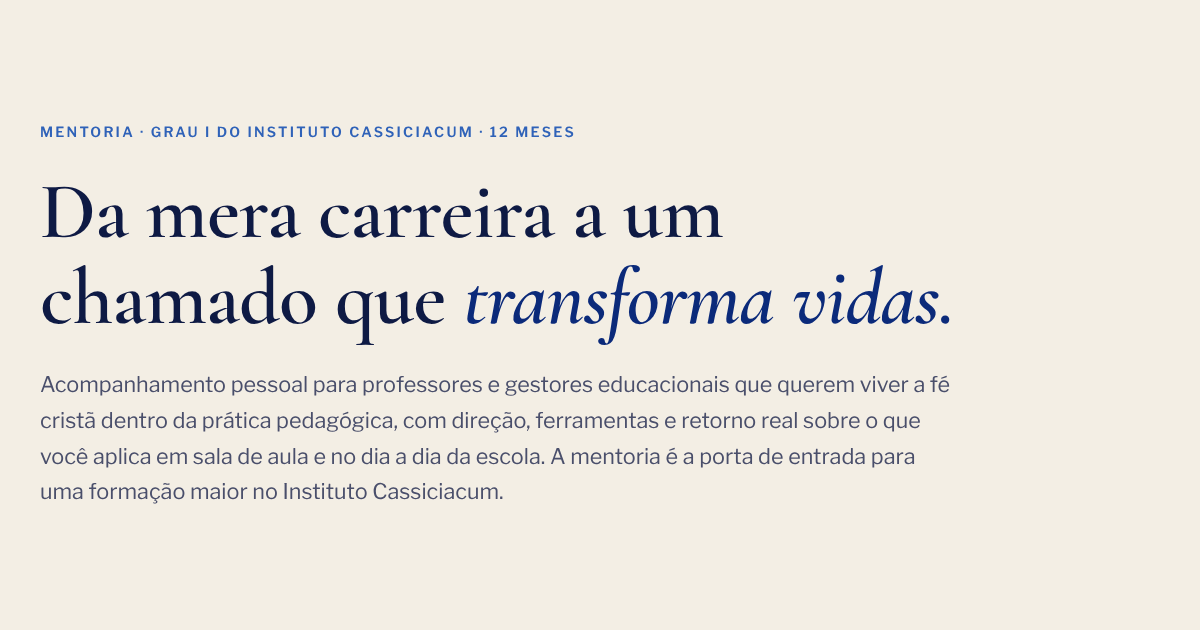 MENTORIA · GRAU I DO INSTITUTO CASSICIACUM · 12 MESES
Da mera carreira a um
chamado que transforma vidas.
Acompanhamento pessoal para professores e gestores educacionais que querem viver a fé
cristã dentro da prática pedagógica, com direção, ferramentas e retorno real sobre o que
você aplica em sala de aula e no dia a dia da escola. A mentoria é a porta de entrada para
uma formação maior no Instituto Cassiciacum.